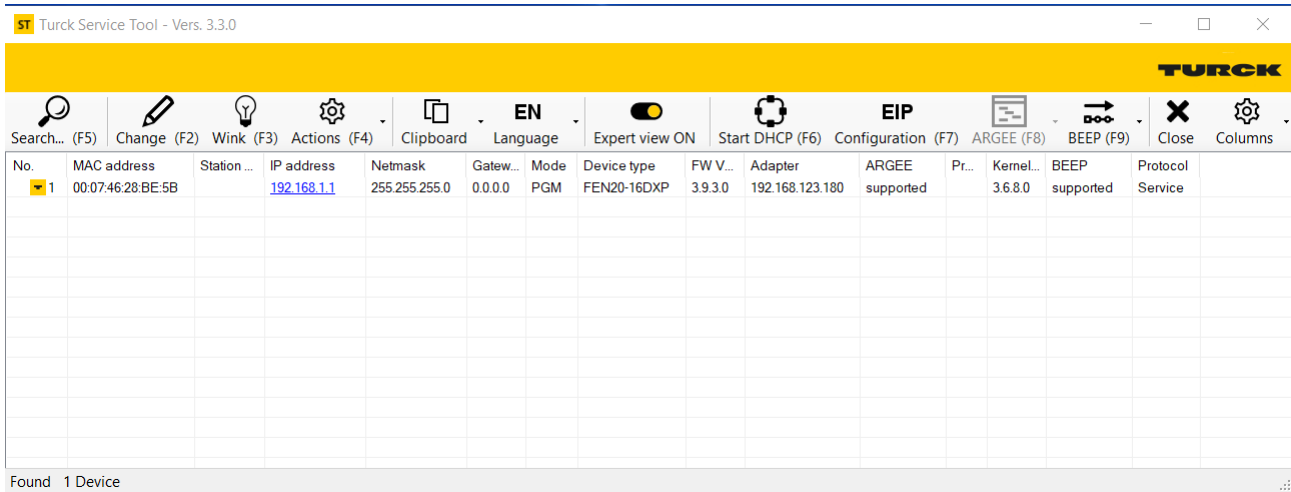 ST Turck Service Tool - Vers. 3.3.0
TURCK
EN EIP
Search... (F5) Change (F2) Wink (F3) Actions (F4) Clipboard Language Expert view ON Start DHCP (F6) Configuration (F7) ARGEE (F8) BEEP (F9) Close Columns
No. MAC address Station ... IP address Netmask Gatew... Mode Device type FW V... Adapter ARGEE Pr... Kernel... BEEP Protocol
1 00:07:46:28:BE:5B 192.168.1.1 255.255.255.0 0.0.0.0 PGM FEN20-16DXP 3.9.3.0 192.168.123.180 supported 3.6.8.0 supported Service
Found 1 Device